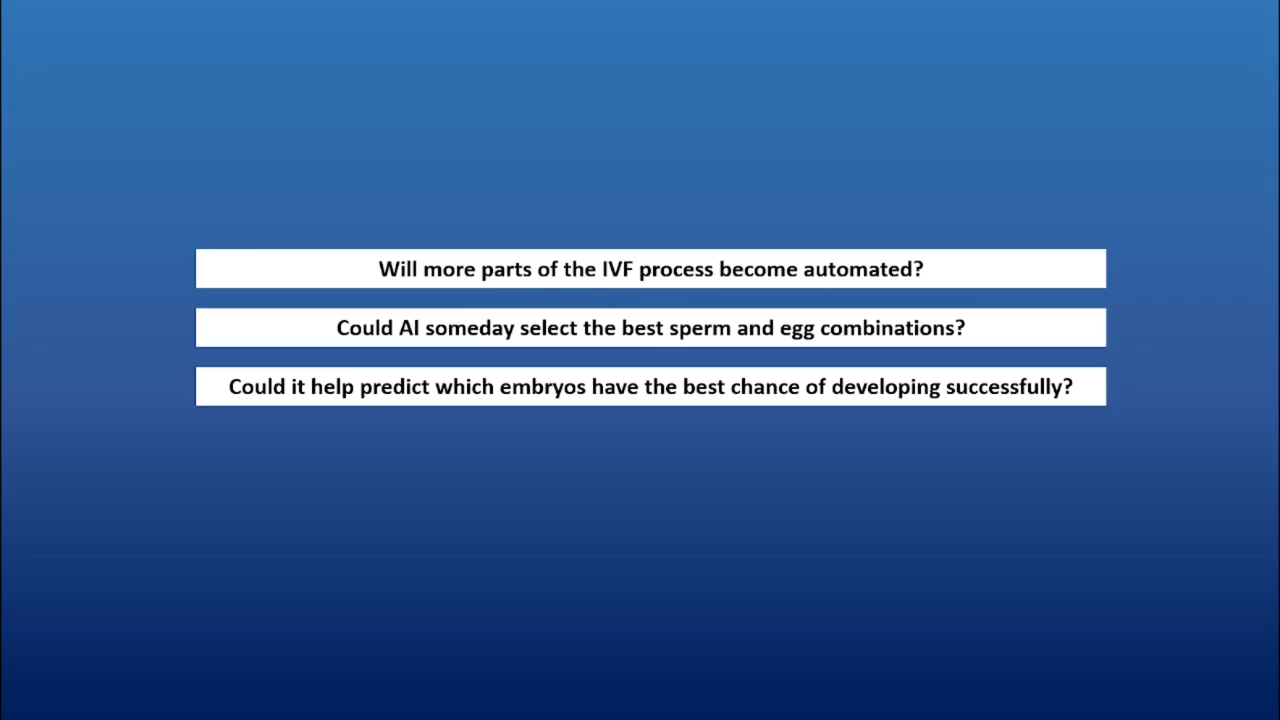 Will more parts of the IVF process become automated?
Could AI someday select the best sperm and egg combinations?
Could it help predict which embryos have the best chance of developing successfully?